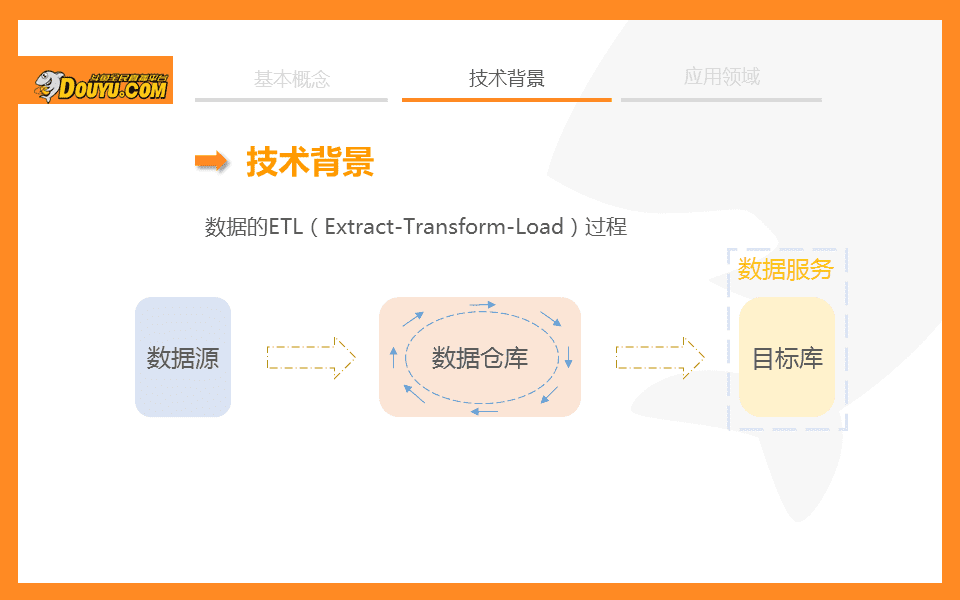 斗鱼全民直播平台
DOUYU.COM
基本概念
技术背景
应用领域
技术背景
数据的ETL（Extract-Transform-Load）过程
数据服务
数据源
数据仓库
目标库